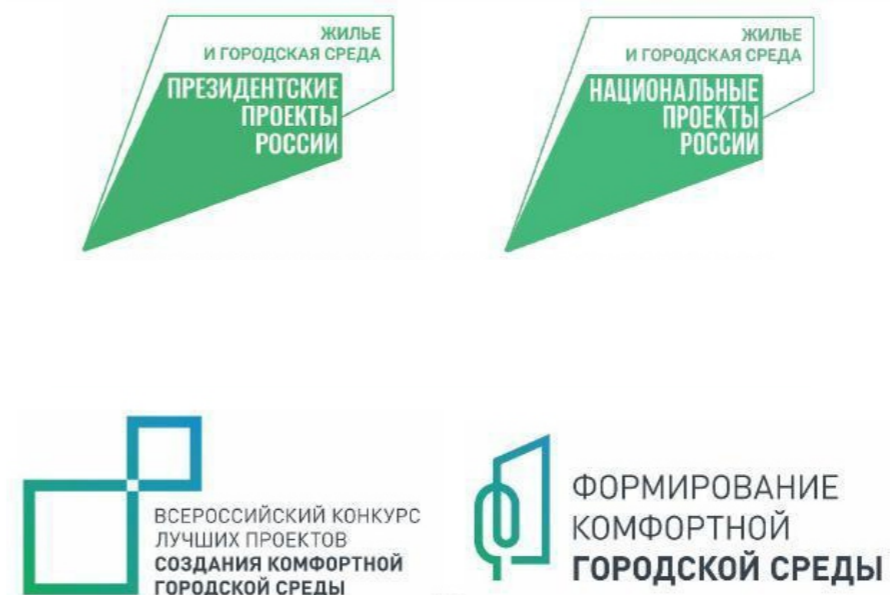 ЖИЛЬЕ
И ГОРОДСКАЯ СРЕДА
ПРЕЗИДЕНТСКИЕ
ПРОЕКТЫ
РОССИИ
ЖИЛЬЕ
И ГОРОДСКАЯ СРЕДА
НАЦИОНАЛЬНЫЕ
ПРОЕКТЫ
РОССИИ
ВСЕРОССИЙСКИЙ КОНКУРС
ЛУЧШИХ ПРОЕКТОВ
СОЗДАНИЯ КОМФОРТНОЙ
ГОРОДСКОЙ СРЕДЫ
ФОРМИРОВАНИЕ
КОМФОРТНОЙ
ГОРОДСКОЙ СРЕДЫ